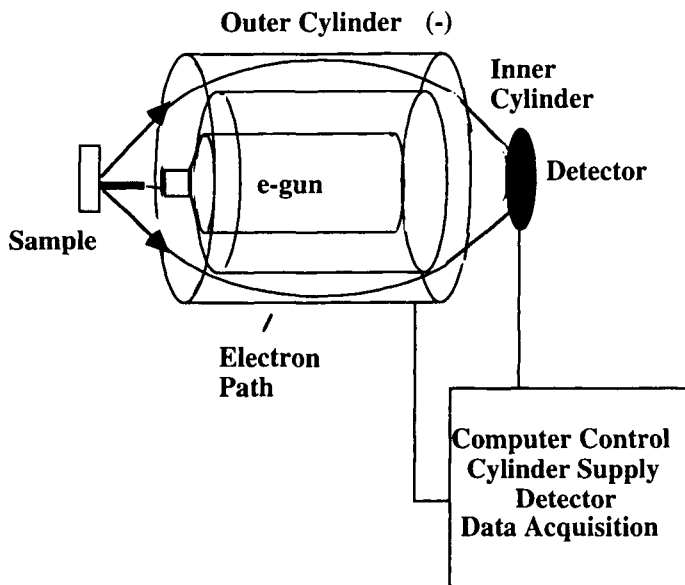 Outer Cylinder (-)
Inner
Cylinder
Detector
e-gun
Sample
Electron
Path
Computer Control
Cylinder Supply
Detector
Data Acquisition